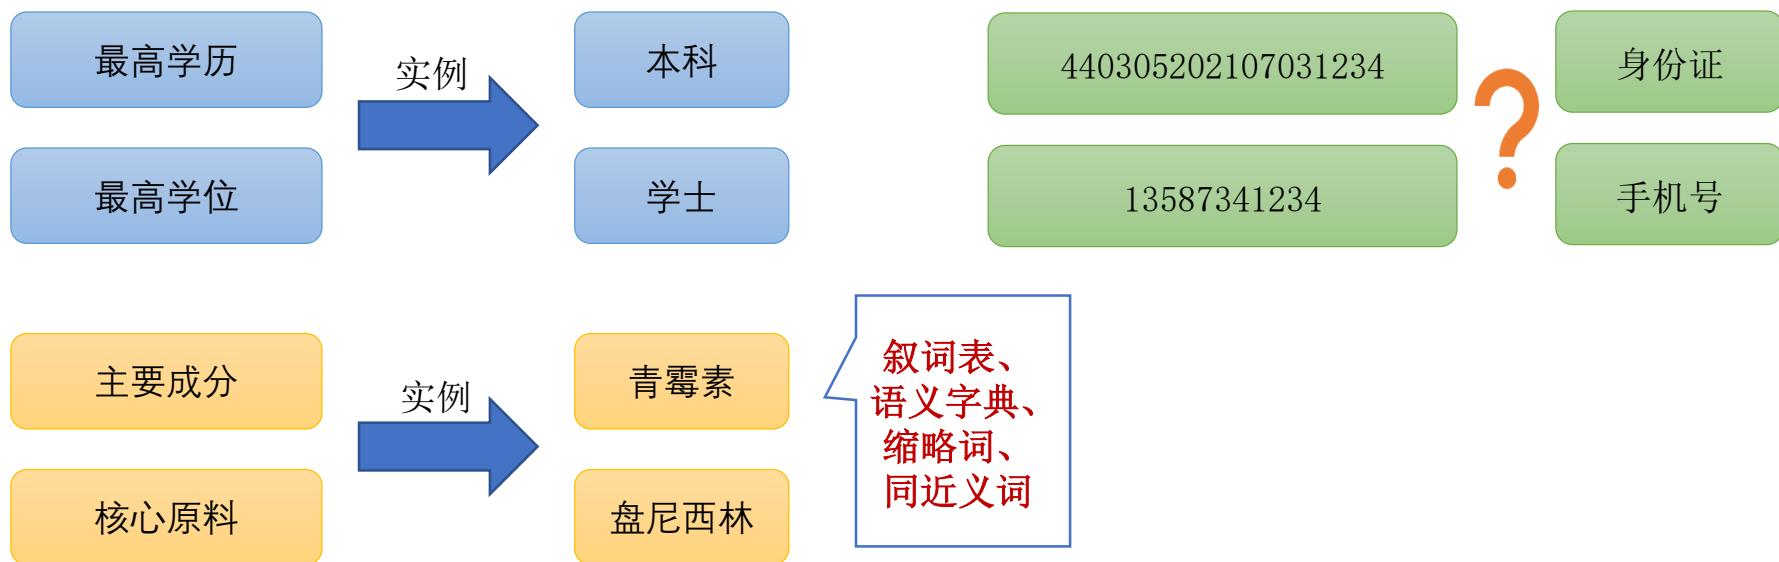 最高学历
实例
本科
最高学位
学士
440305202107031234
身份证
13587341234
手机号
主要成分
实例
青霉素
核心原料
盘尼西林
叙词表、
语义字典、
缩略词、
同近义词
?